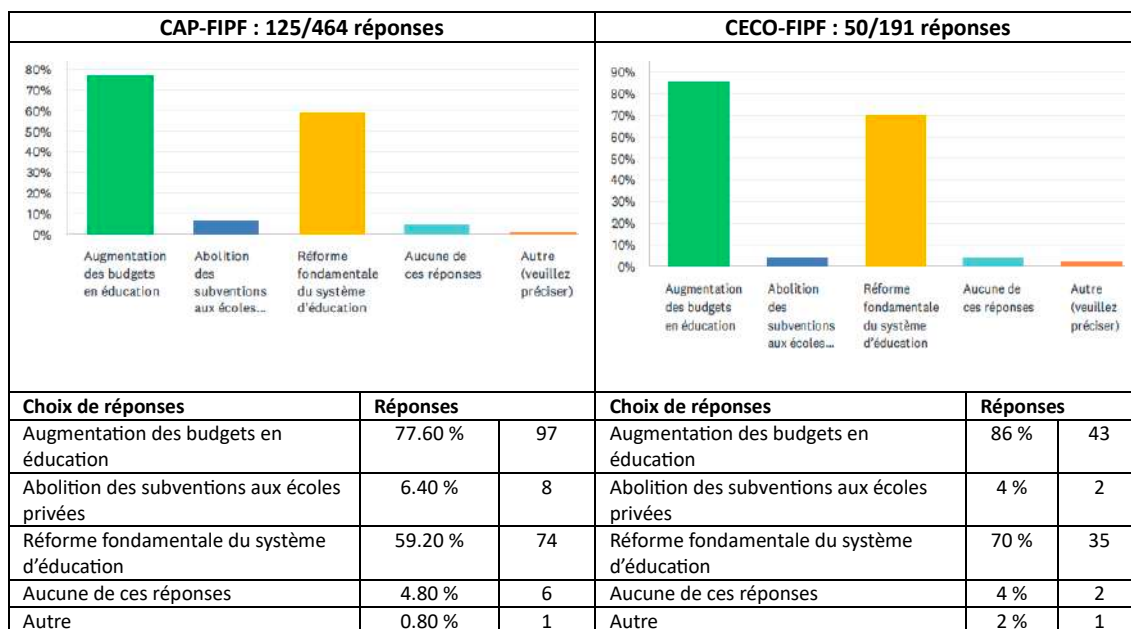 CAP-FIPF : 125/464 réponses
80%
70%
60%
50%
40%
30%
20%
10%
0%
Augmentation
des budgets
en éducation
Abolition
des
subventions
aux écoles...
Réforme
fondamentale
du système
d'éducation
Aucune de
ces réponses
Autre
(veuillez
préciser)
Choix de réponses Réponses
Augmentation des budgets en
éducation
77.60 % 97
Abolition des subventions aux écoles
privées
6.40 % 8
Réforme fondamentale du système
d’éducation
59.20 % 74
Aucune de ces réponses 4.80 % 6
Autre 0.80 % 1
CECO-FIPF : 50/191 réponses
90%
80%
70%
60%
50%
40%
30%
20%
10%
0%
Augmentation
des budgets
en éducation
Abolition
des
subventions
aux écoles...
Réforme
fondamentale
du système
d'éducation
Aucune de
ces réponses
Autre
(veuillez
préciser)
Choix de réponses Réponses
Augmentation des budgets en
éducation
86 % 43
Abolition des subventions aux écoles
privées
4 % 2
Réforme fondamentale du système
d’éducation
70 % 35
Aucune de ces réponses 4 % 2
Autre 2 % 1